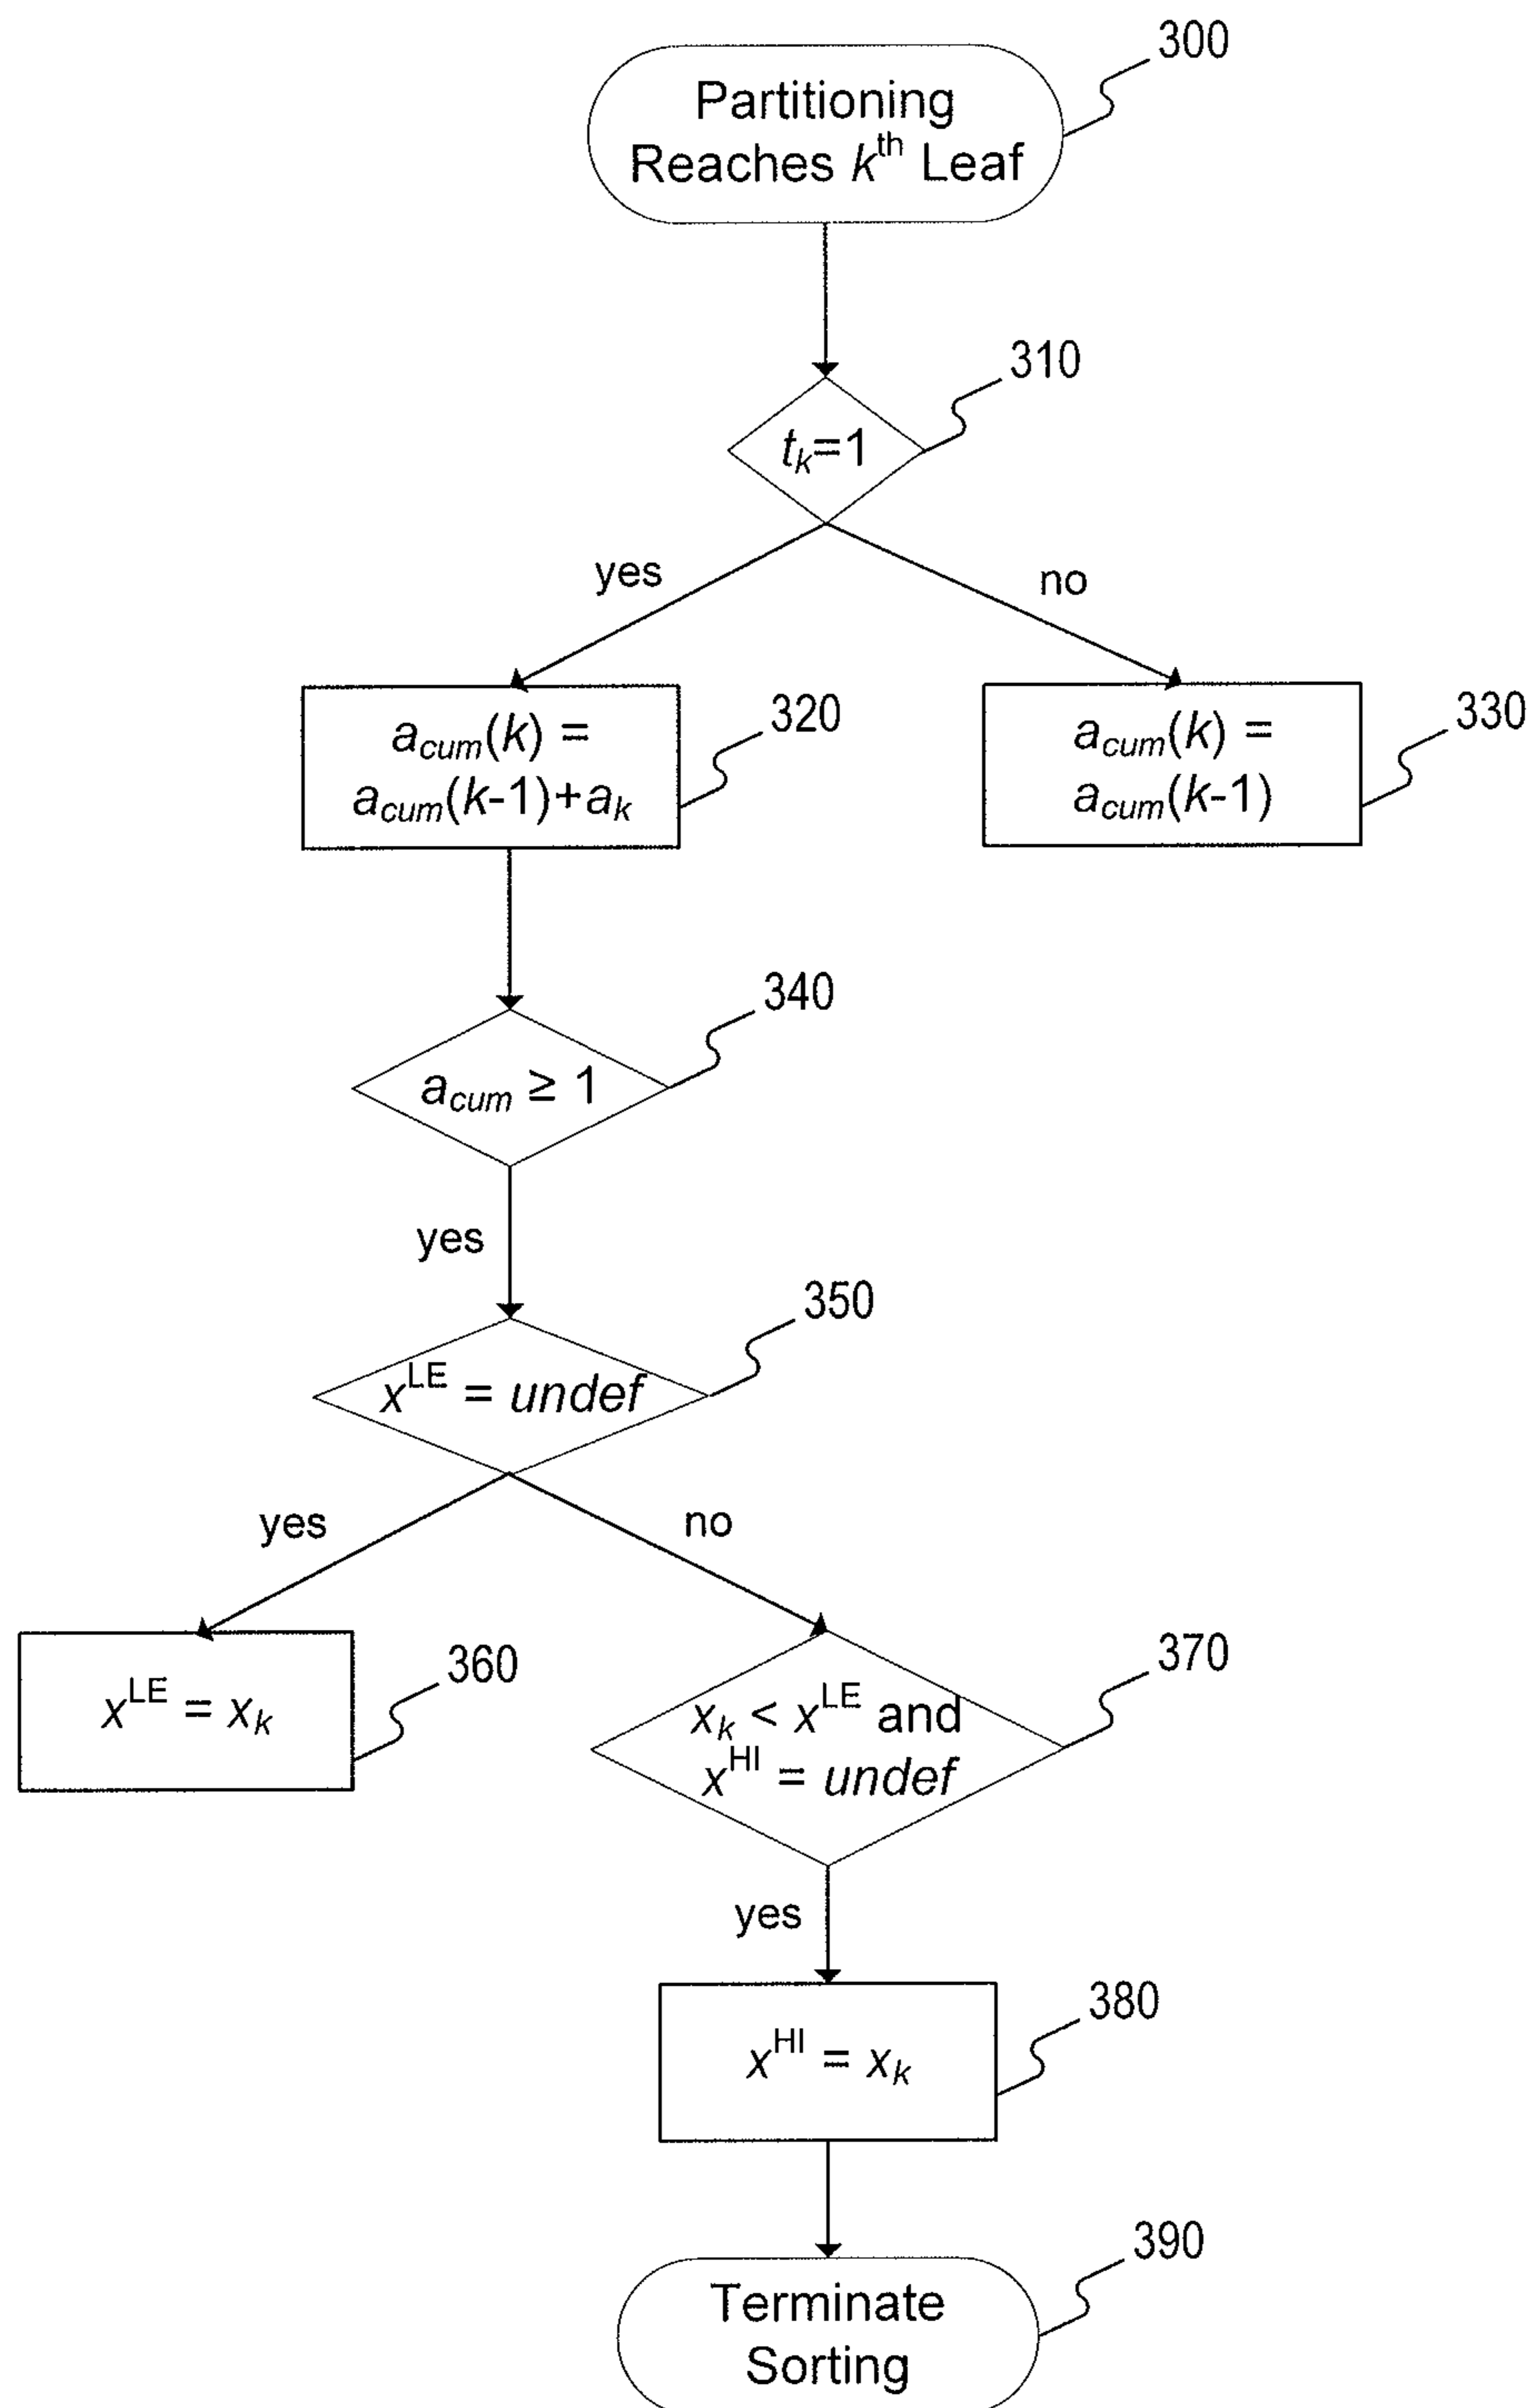 300
Partitioning
Reaches kth Leaf
310
tk=1
yes
no
320
acum(k) =
acum(k-1)+ak
330
acum(k) =
acum(k-1)
340
acum ≥ 1
yes
350
xLE = undef
yes
no
360
xLE = xk
370
xk < xLE and
xHI = undef
yes
380
xHI = xk
390
Terminate
Sorting